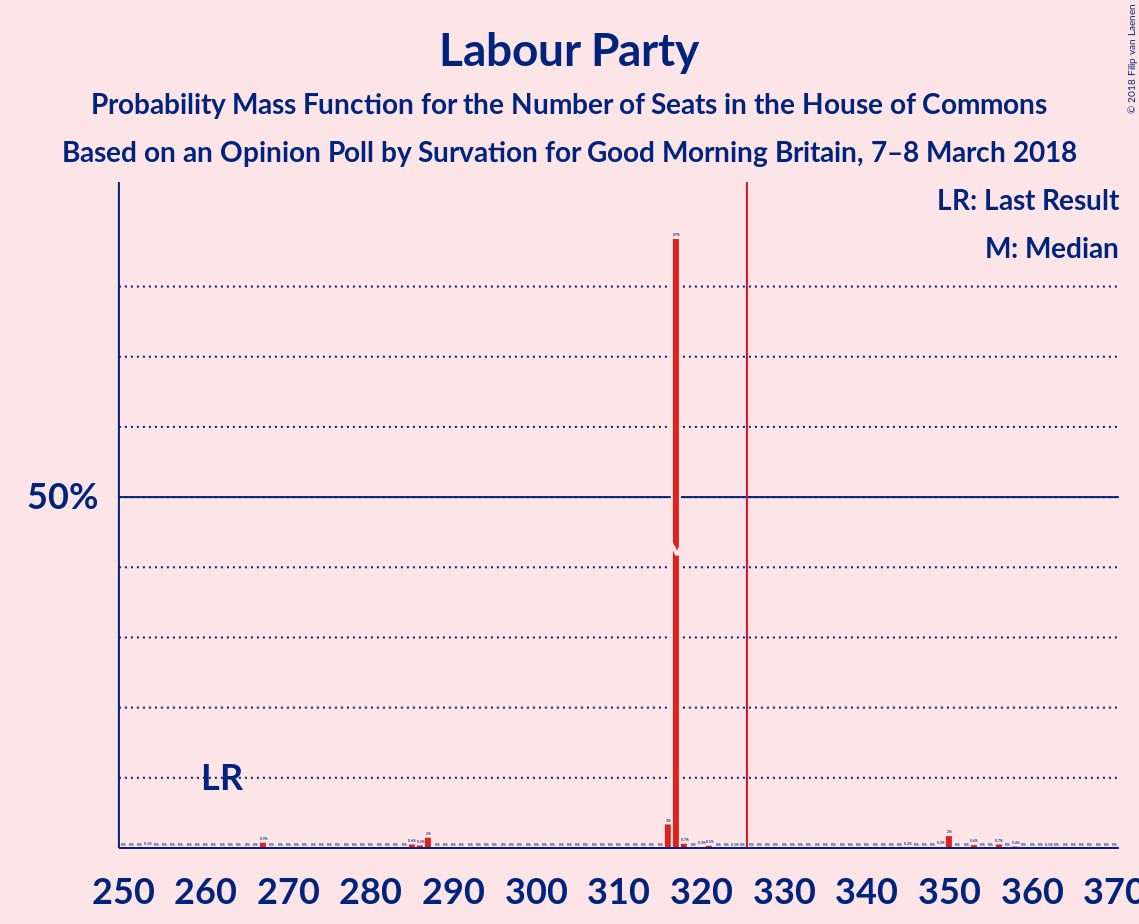 Labour Party
Probability Mass Function for the Number of Seats in the House of Commons
Based on an Opinion Poll by Survation for Good Morning Britain, 7–8 March 2018
© 2018 Filip van Laenen
LR: Last Result
M: Median
87%
50%
M
LR
250 260 270 280 290 300 310 320 330 340 350 360 370